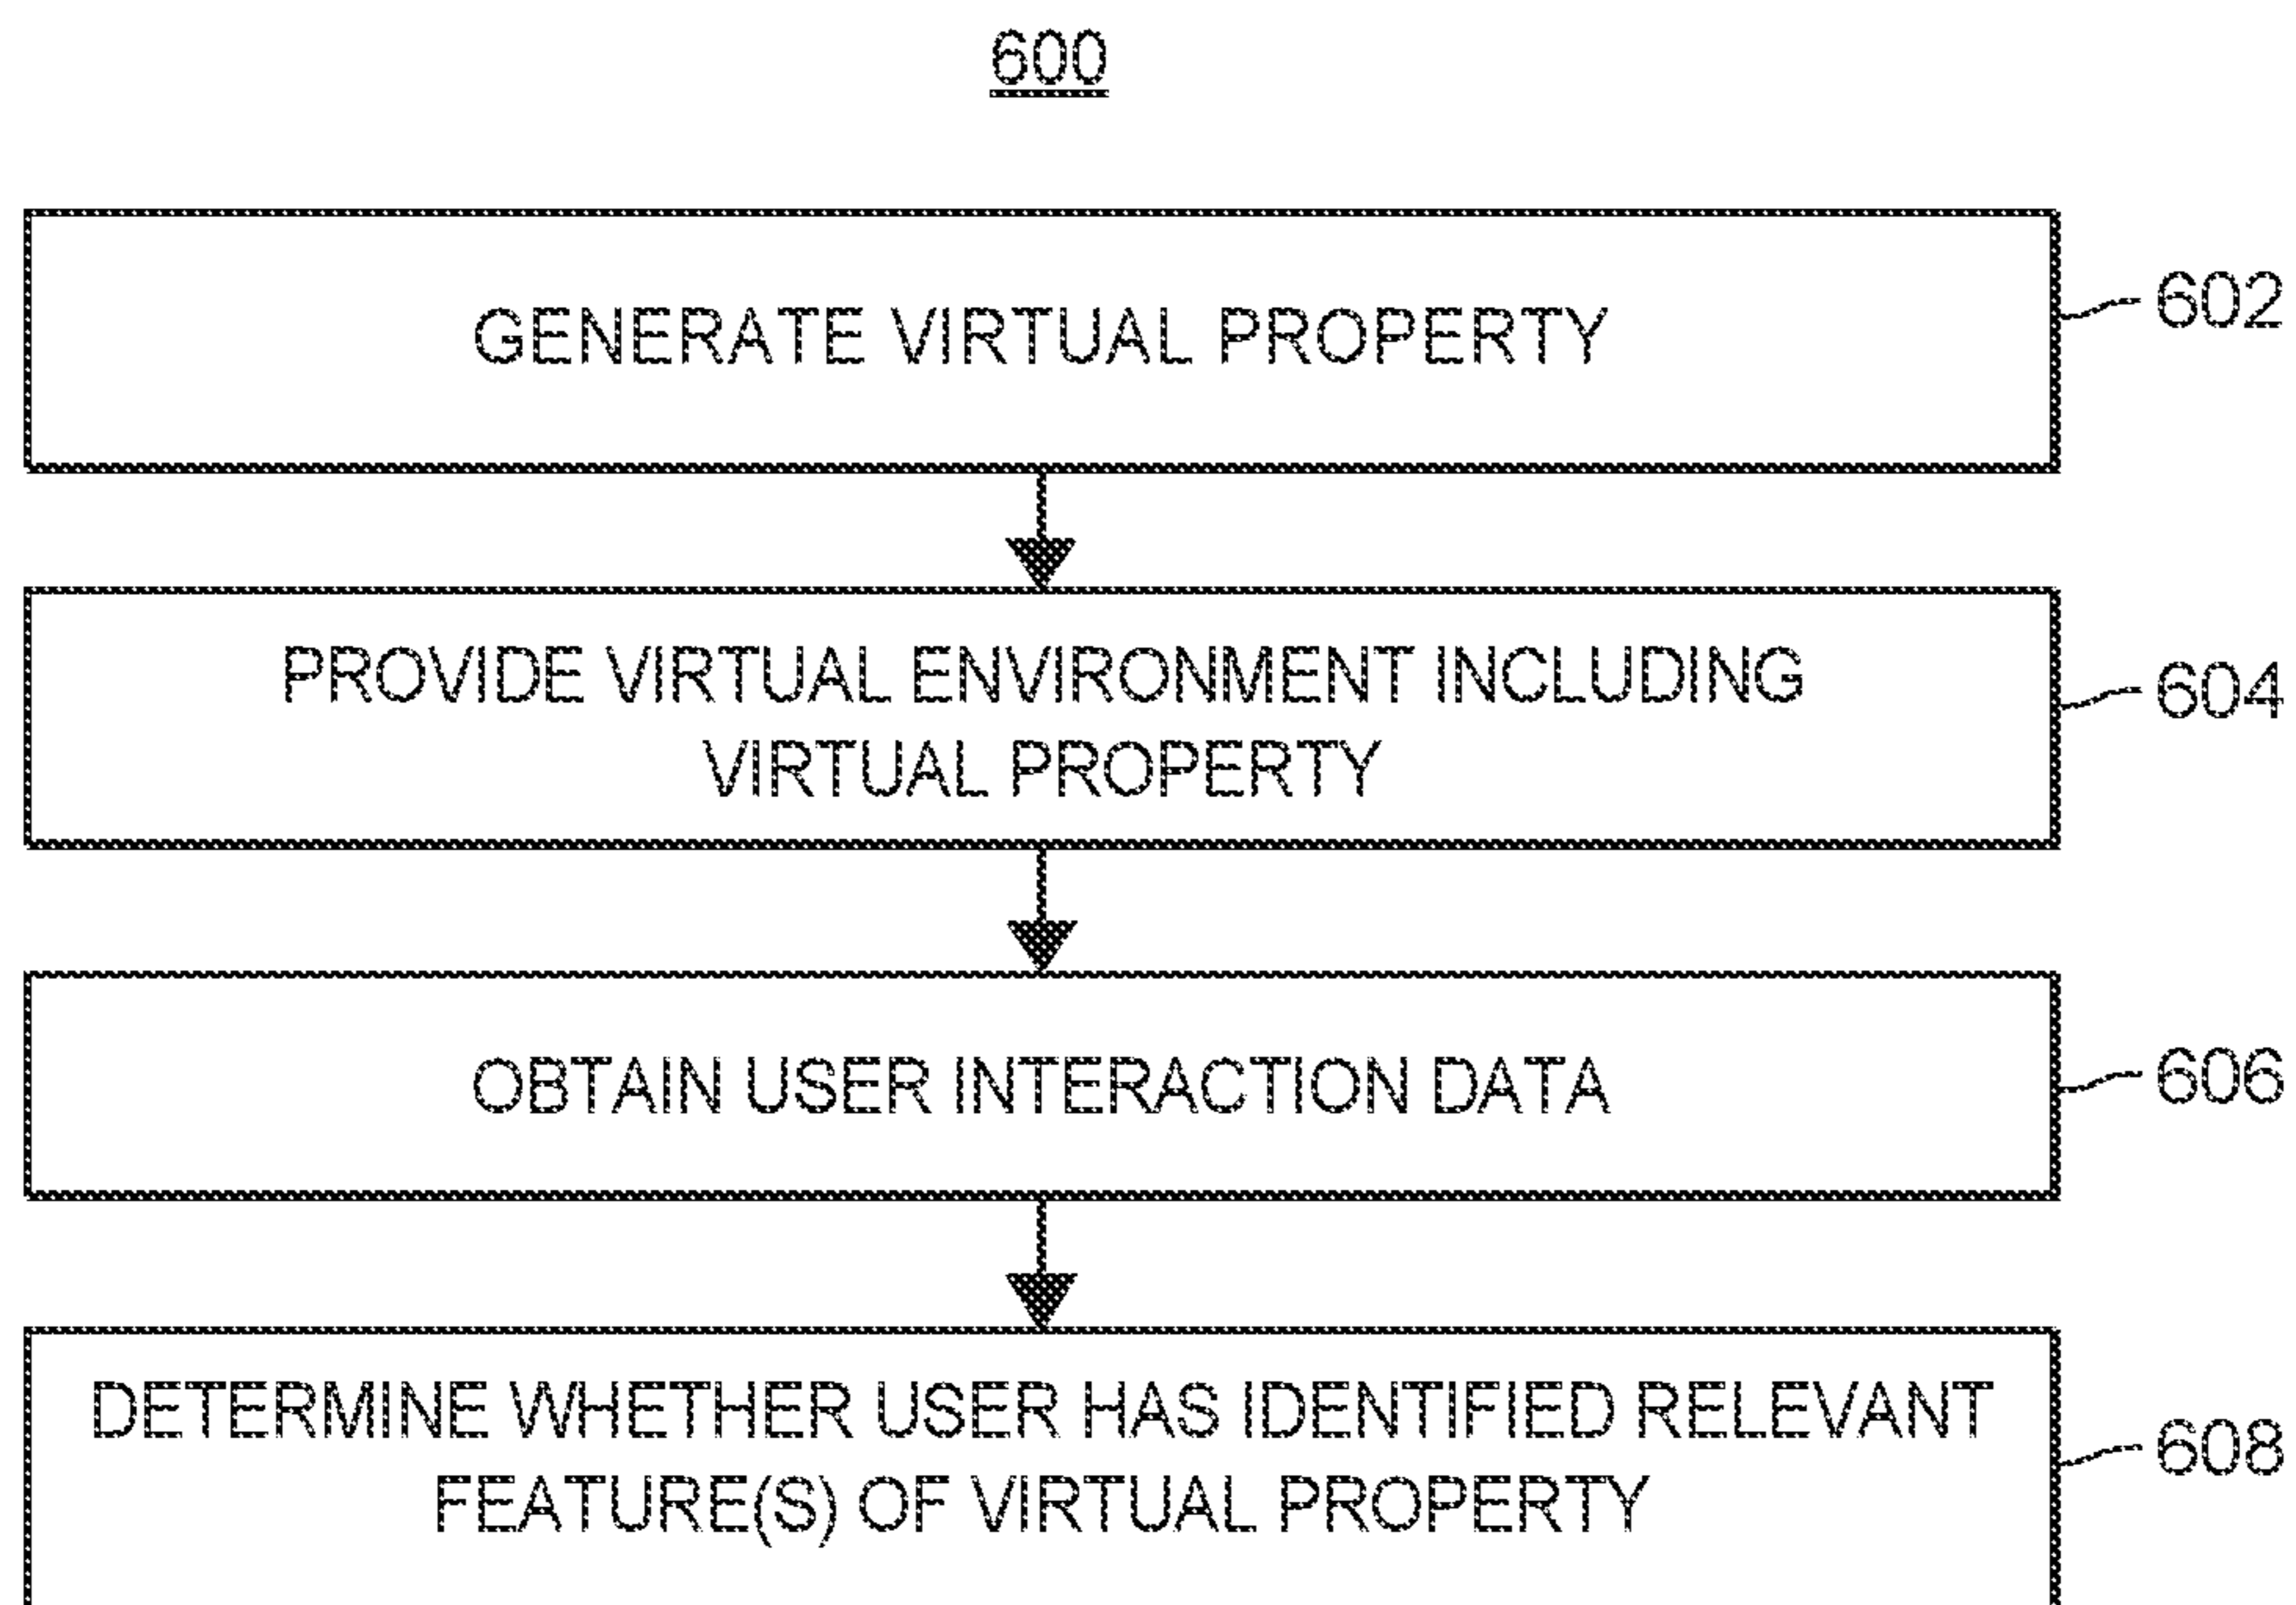 600
GENERATE VIRTUAL PROPERTY
602
PROVIDE VIRTUAL ENVIRONMENT INCLUDING
VIRTUAL PROPERTY
604
OBTAIN USER INTERACTION DATA
606
DETERMINE WHETHER USER HAS IDENTIFIED RELEVANT
FEATURE(S) OF VIRTUAL PROPERTY
608